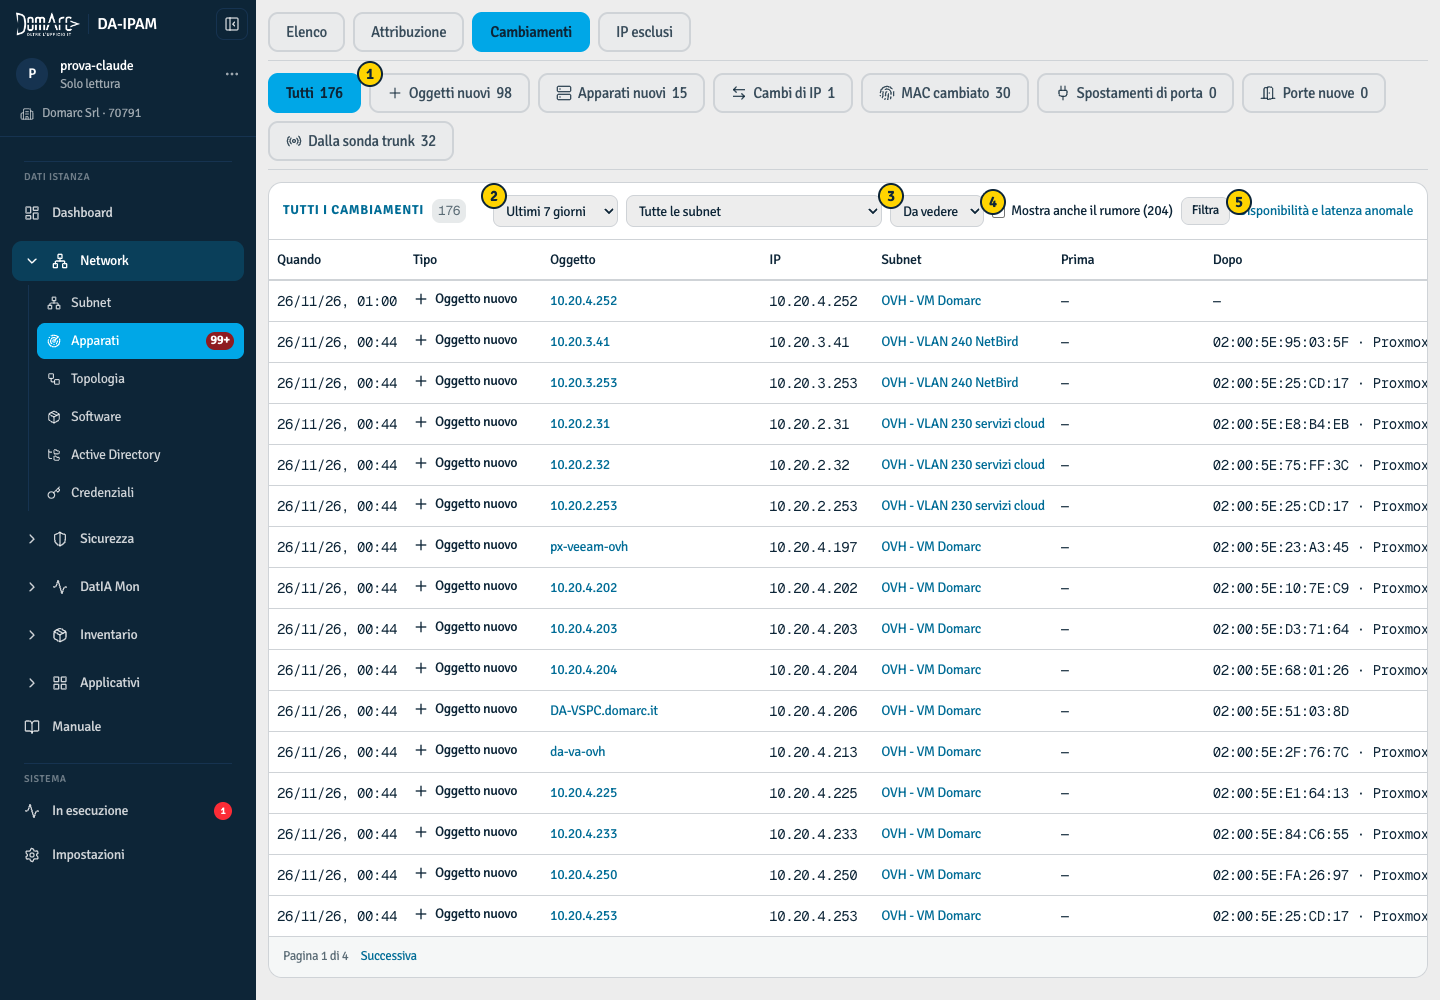 DomArc
OLTRE L'UFFICIO IT
DA-IPAM
P
prova-claude
Solo lettura
Domarc Srl · 70791
DATI ISTANZA
Dashboard
Network
Subnet
Apparati 99+
Topologia
Software
Active Directory
Credenziali
Sicurezza
DatIA Mon
Inventario
Applicativi
Manuale
SISTEMA
In esecuzione 1
Impostazioni
Elenco Attribuzione Cambiamenti IP esclusi
Tutti 176 1 Oggetti nuovi 98 Apparati nuovi 15 Cambi di IP 1 MAC cambiato 30 Spostamenti di porta 0 Porte nuove 0
Dalla sonda trunk 32
TUTTI I CAMBIAMENTI 176 2 Ultimi 7 giorni Tutte le subnet 3 Da vedere 4 Mostra anche il rumore (204) Filtra 5 isponibilità e latenza anomale
Quando Tipo Oggetto IP Subnet Prima Dopo
26/11/26, 01:00 Oggetto nuovo 10.20.4.252 10.20.4.252 OVH - VM Domarc — —
26/11/26, 00:44 Oggetto nuovo 10.20.3.41 10.20.3.41 OVH - VLAN 240 NetBird — 02:00:5E:95:03:5F · Proxmox
26/11/26, 00:44 Oggetto nuovo 10.20.3.253 10.20.3.253 OVH - VLAN 240 NetBird — 02:00:5E:25:CD:17 · Proxmox
26/11/26, 00:44 Oggetto nuovo 10.20.2.31 10.20.2.31 OVH - VLAN 230 servizi cloud — 02:00:5E:E8:B4:EB · Proxmox
26/11/26, 00:44 Oggetto nuovo 10.20.2.32 10.20.2.32 OVH - VLAN 230 servizi cloud — 02:00:5E:75:FF:3C · Proxmox
26/11/26, 00:44 Oggetto nuovo 10.20.2.253 10.20.2.253 OVH - VLAN 230 servizi cloud — 02:00:5E:25:CD:17 · Proxmox
26/11/26, 00:44 Oggetto nuovo px-veeam-ovh 10.20.4.197 OVH - VM Domarc — 02:00:5E:23:A3:45 · Proxmox
26/11/26, 00:44 Oggetto nuovo 10.20.4.202 10.20.4.202 OVH - VM Domarc — 02:00:5E:10:7E:C9 · Proxmox
26/11/26, 00:44 Oggetto nuovo 10.20.4.203 10.20.4.203 OVH - VM Domarc — 02:00:5E:D3:71:64 · Proxmox
26/11/26, 00:44 Oggetto nuovo 10.20.4.204 10.20.4.204 OVH - VM Domarc — 02:00:5E:68:01:26 · Proxmox
26/11/26, 00:44 Oggetto nuovo DA-VSPC.domarc.it 10.20.4.206 OVH - VM Domarc — 02:00:5E:51:03:8D
26/11/26, 00:44 Oggetto nuovo da-va-ovh 10.20.4.213 OVH - VM Domarc — 02:00:5E:2F:76:7C · Proxmox
26/11/26, 00:44 Oggetto nuovo 10.20.4.225 10.20.4.225 OVH - VM Domarc — 02:00:5E:E1:64:13 · Proxmox
26/11/26, 00:44 Oggetto nuovo 10.20.4.233 10.20.4.233 OVH - VM Domarc — 02:00:5E:84:C6:55 · Proxmox
26/11/26, 00:44 Oggetto nuovo 10.20.4.250 10.20.4.250 OVH - VM Domarc — 02:00:5E:FA:26:97 · Proxmox
26/11/26, 00:44 Oggetto nuovo 10.20.4.253 10.20.4.253 OVH - VM Domarc — 02:00:5E:25:CD:17 · Proxmox
Pagina 1 di 4 Successiva